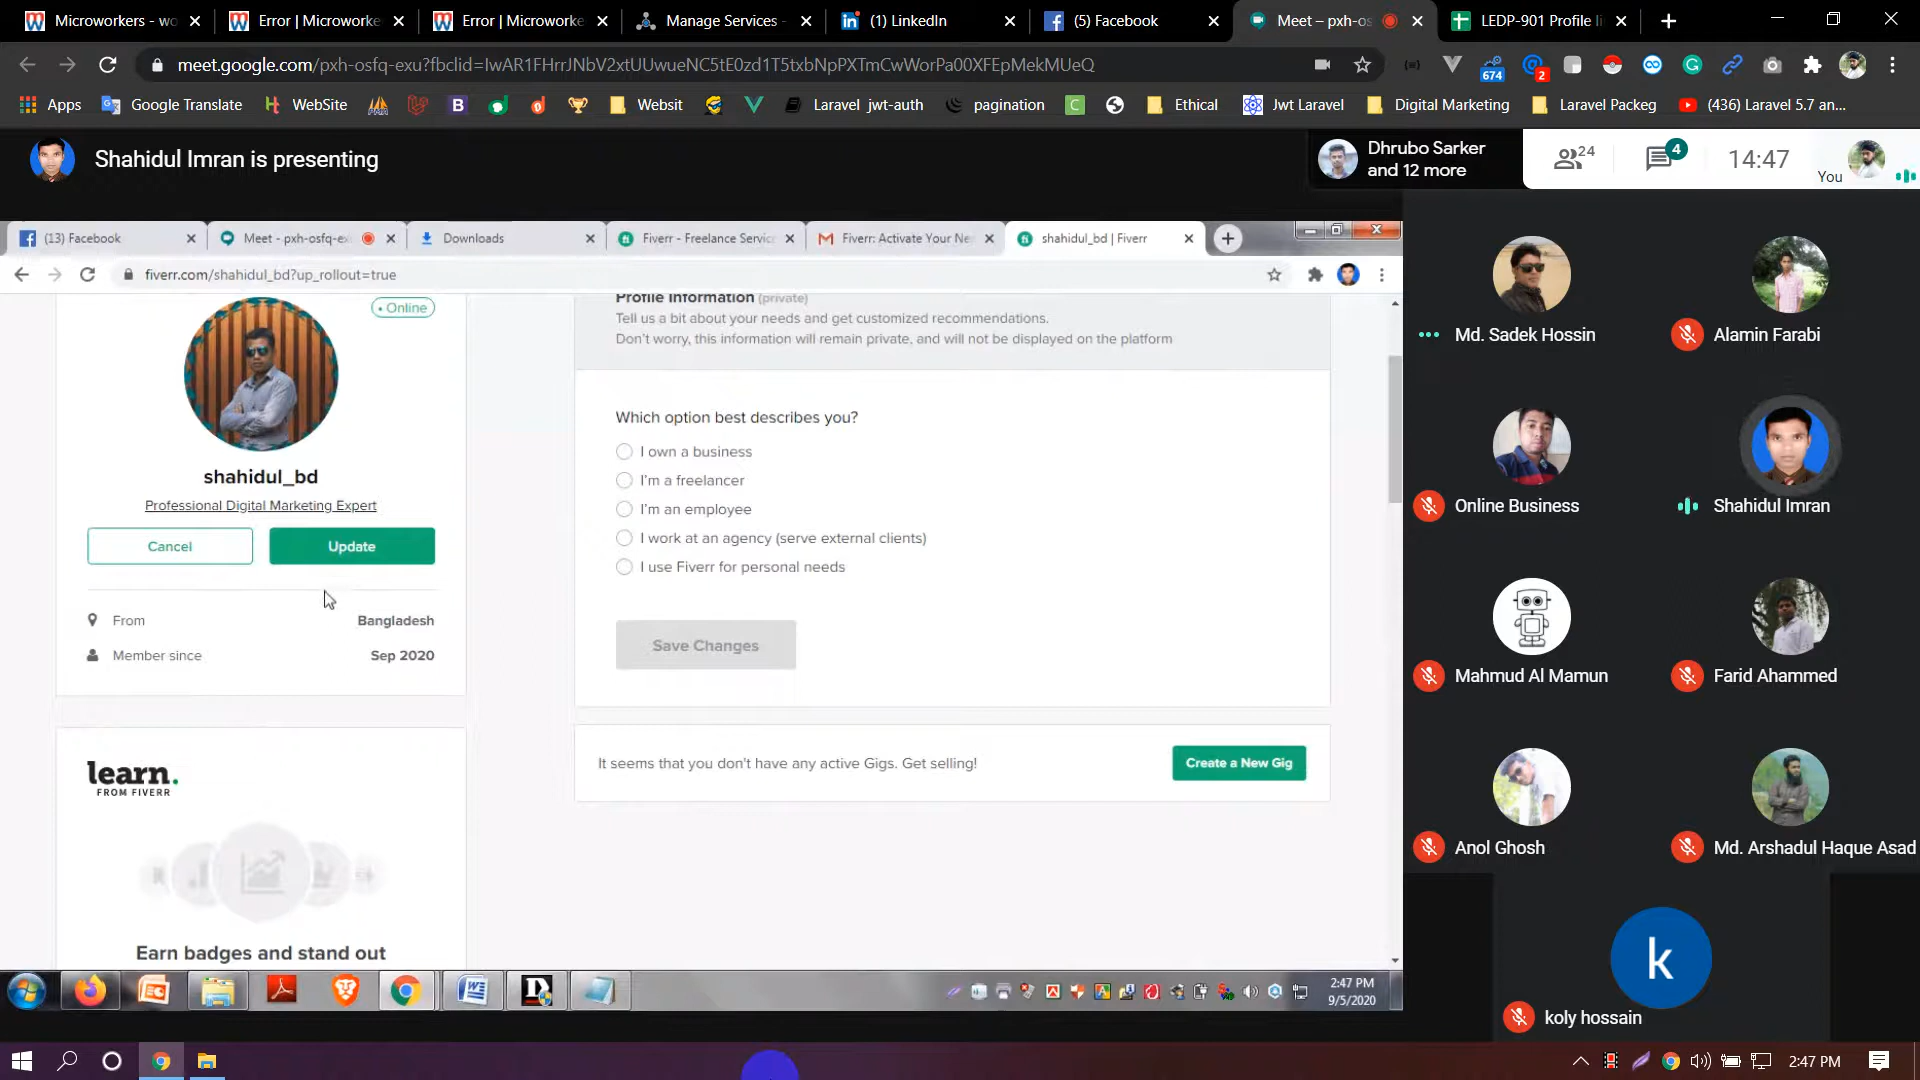 Microworkers - wo
Error | Microworke
Error | Microworke
Manage Services -
(1) LinkedIn
(5) Facebook
Meet – pxh-os
LEDP-901 Profile li
meet.google.com/pxh-osfq-exu?fbclid=IwAR1FHrrJNbV2xtUUwueNC5tE0zd1T5txbNpPXTmCwWorPa00XFEpMekMUeQ
674
2
Apps
Google Translate
WebSite
Websit
Laravel jwt-auth
pagination
Ethical
Jwt Laravel
Digital Marketing
Laravel Packeg
(436) Laravel 5.7 an...
Shahidul Imran is presenting
Dhrubo Sarker
and 12 more
24
4
14:47
You
(13) Facebook
Meet - pxh-osfq-ex
Downloads
Fiverr - Freelance Servic
Fiverr: Activate Your Ne
shahidul_bd | Fiverr
fiverr.com/shahidul_bd?up_rollout=true
• Online
shahidul_bd
Professional Digital Marketing Expert
Cancel
Update
From
Bangladesh
Member since
Sep 2020
learn.
FROM FIVERR
Earn badges and stand out
Profile Information (private)
Tell us a bit about your needs and get customized recommendations.
Don't worry, this information will remain private, and will not be displayed on the platform
Which option best describes you?
I own a business
I'm a freelancer
I'm an employee
I work at an agency (serve external clients)
I use Fiverr for personal needs
Save Changes
It seems that you don't have any active Gigs. Get selling!
Create a New Gig
Md. Sadek Hossin
Alamin Farabi
Online Business
Shahidul Imran
Mahmud Al Mamun
Farid Ahammed
Anol Ghosh
Md. Arshadul Haque Asad
k
koly hossain
2:47 PM
9/5/2020
2:47 PM